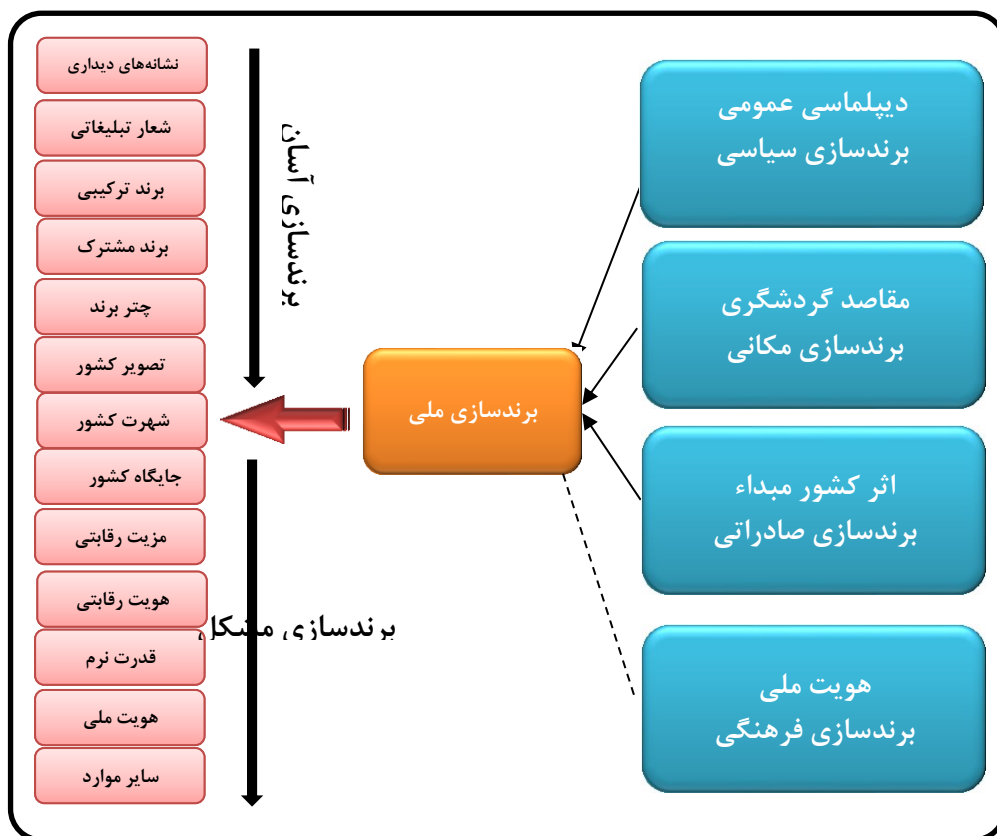 دیپلماسی عمومی
برندسازی سیاسی
مقاصد گردشگری
برندسازی مکانی
اثر کشور مبداء
برندسازی صادراتی
هویت ملی
برندسازی فرهنگی
برندسازی ملی
برندسازی آسان
برندسازی مشکل
نشانه‌های دیداری
شعار تبلیغاتی
برند ترکیبی
برند مشترک
چتر برند
تصویر کشور
شهرت کشور
جایگاه کشور
مزیت رقابتی
هویت رقابتی
قدرت نرم
هویت ملی
سایر موارد